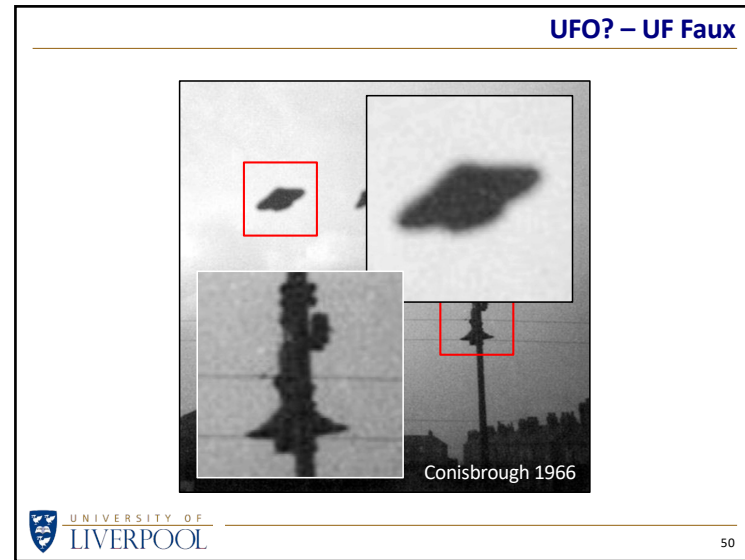 UFO? – UF Faux
Conisbrough 1966
UNIVERSITY OF
LIVERPOOL
50